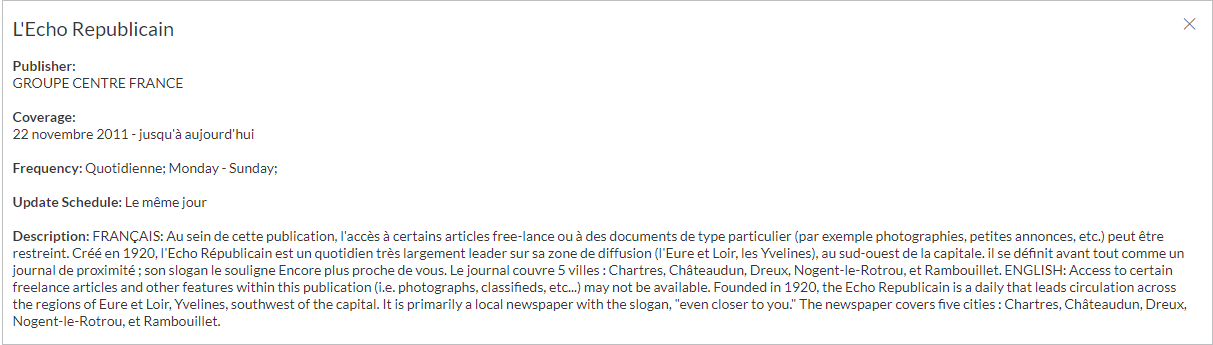 L'Echo Republicain
Publisher:
GROUPE CENTRE FRANCE
Coverage:
22 novembre 2011 - jusqu'à aujourd'hui
Frequency: Quotidienne; Monday - Sunday;
Update Schedule: Le même jour
Description: FRANÇAIS: Au sein de cette publication, l'accès à certains articles free-lance ou à des documents de type particulier (par exemple photographies, petites annonces, etc.) peut être
restreint. Créé en 1920, l'Echo Républicain est un quotidien très largement leader sur sa zone de diffusion (l'Eure et Loir, les Yvelines), au sud-ouest de la capitale. il se définit avant tout comme un
journal de proximité ; son slogan le souligne Encore plus proche de vous. Le journal couvre 5 villes : Chartres, Châteaudun, Dreux, Nogent-le-Rotrou, et Rambouillet. ENGLISH: Access to certain
freelance articles and other features within this publication (i.e. photographs, classifieds, etc...) may not be available. Founded in 1920, the Echo Republicain is a daily that leads circulation across
the regions of Eure et Loir, Yvelines, southwest of the capital. It is primarily a local newspaper with the slogan, "even closer to you." The newspaper covers five cities : Chartres, Châteaudun, Dreux,
Nogent-le-Rotrou, et Rambouillet.